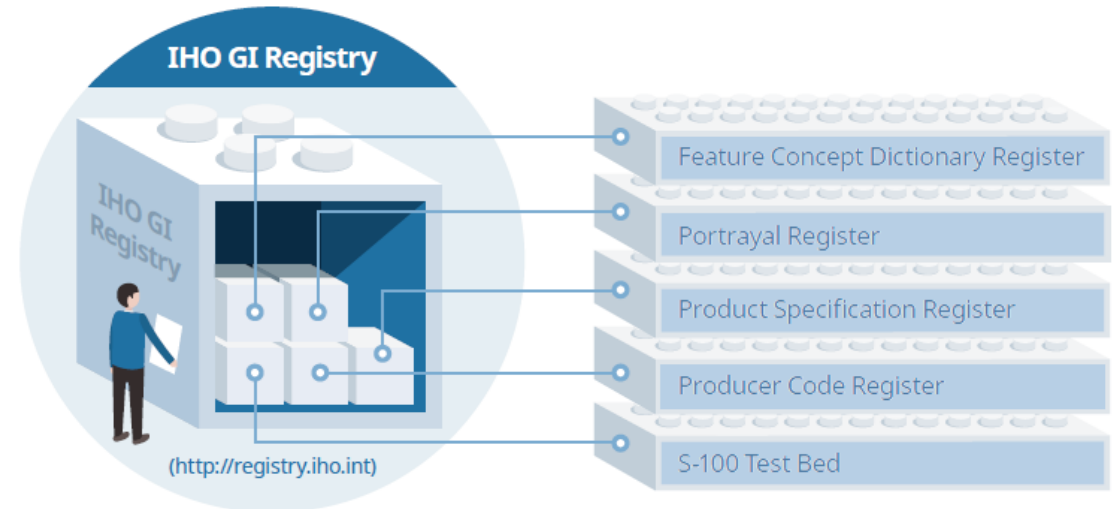 IHO GI Registry
IHO GI
Registry
(http://registry.iho.int)
Feature Concept Dictionary Register
Portrayal Register
Product Specification Register
Producer Code Register
S-100 Test Bed